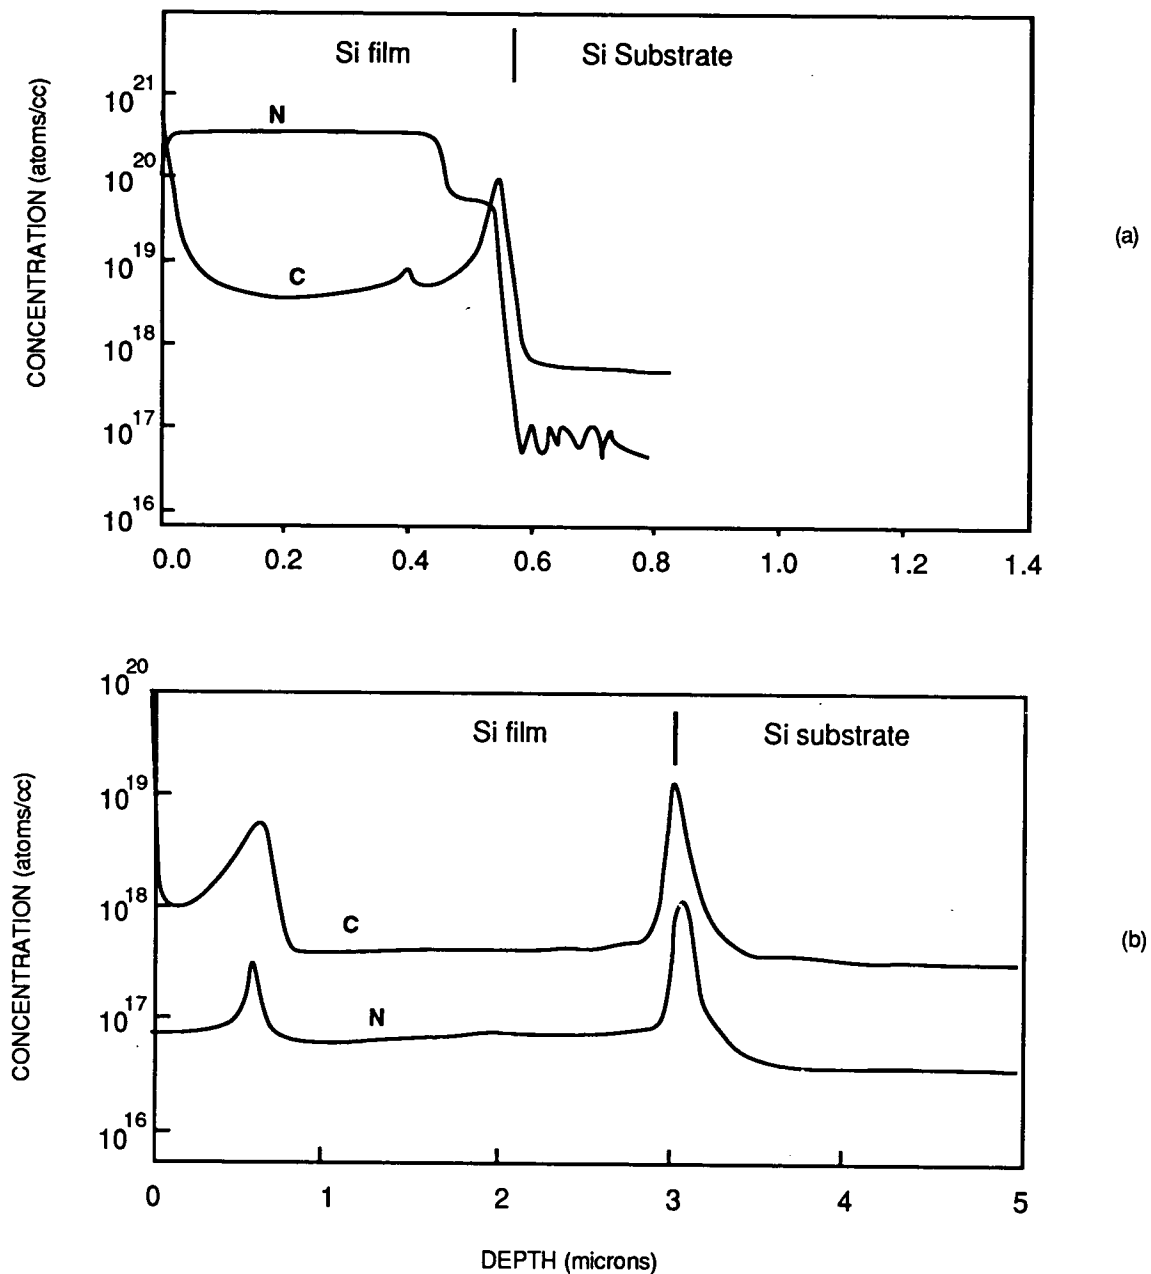 Si film
Si Substrate
CONCENTRATION (atoms/cc)
10^21
10^20
10^19
10^18
10^17
10^16
N
C
(a)
0.0 0.2 0.4 0.6 0.8 1.0 1.2 1.4
Si film
Si substrate
CONCENTRATION (atoms/cc)
10^20
10^19
10^18
10^17
10^16
C
N
(b)
0 1 2 3 4 5
DEPTH (microns)